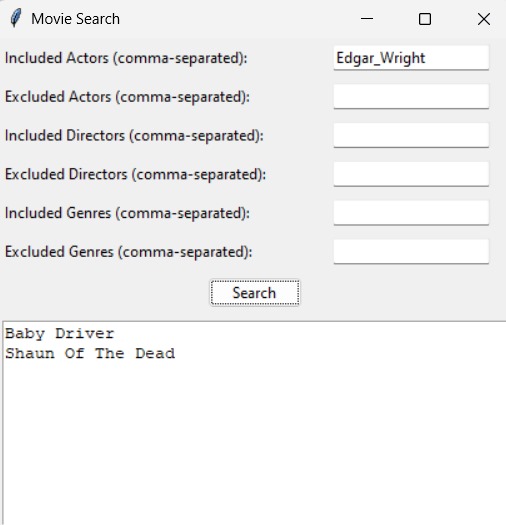 Movie Search
Included Actors (comma-separated): Edgar_Wright
Excluded Actors (comma-separated):
Included Directors (comma-separated):
Excluded Directors (comma-separated):
Included Genres (comma-separated):
Excluded Genres (comma-separated):
Search
Baby Driver
Shaun Of The Dead